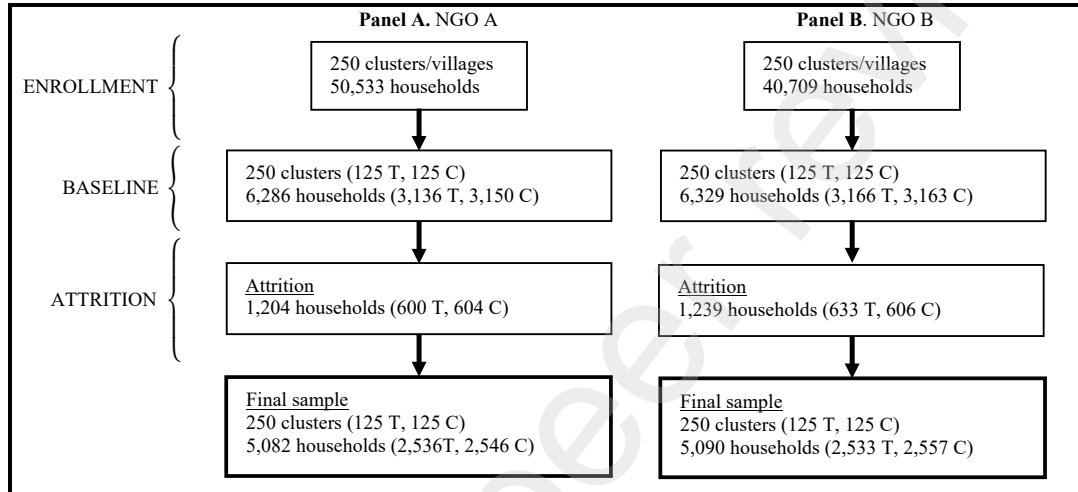 Panel A. NGO A
Panel B. NGO B
ENROLLMENT
250 clusters/villages
50,533 households
250 clusters/villages
40,709 households
BASELINE
250 clusters (125 T, 125 C)
6,286 households (3,136 T, 3,150 C)
250 clusters (125 T, 125 C)
6,329 households (3,166 T, 3,163 C)
ATTRITION
Attrition
1,204 households (600 T, 604 C)
Attrition
1,239 households (633 T, 606 C)
Final sample
250 clusters (125 T, 125 C)
5,082 households (2,536T, 2,546 C)
Final sample
250 clusters (125 T, 125 C)
5,090 households (2,533 T, 2,557 C)
peer rev